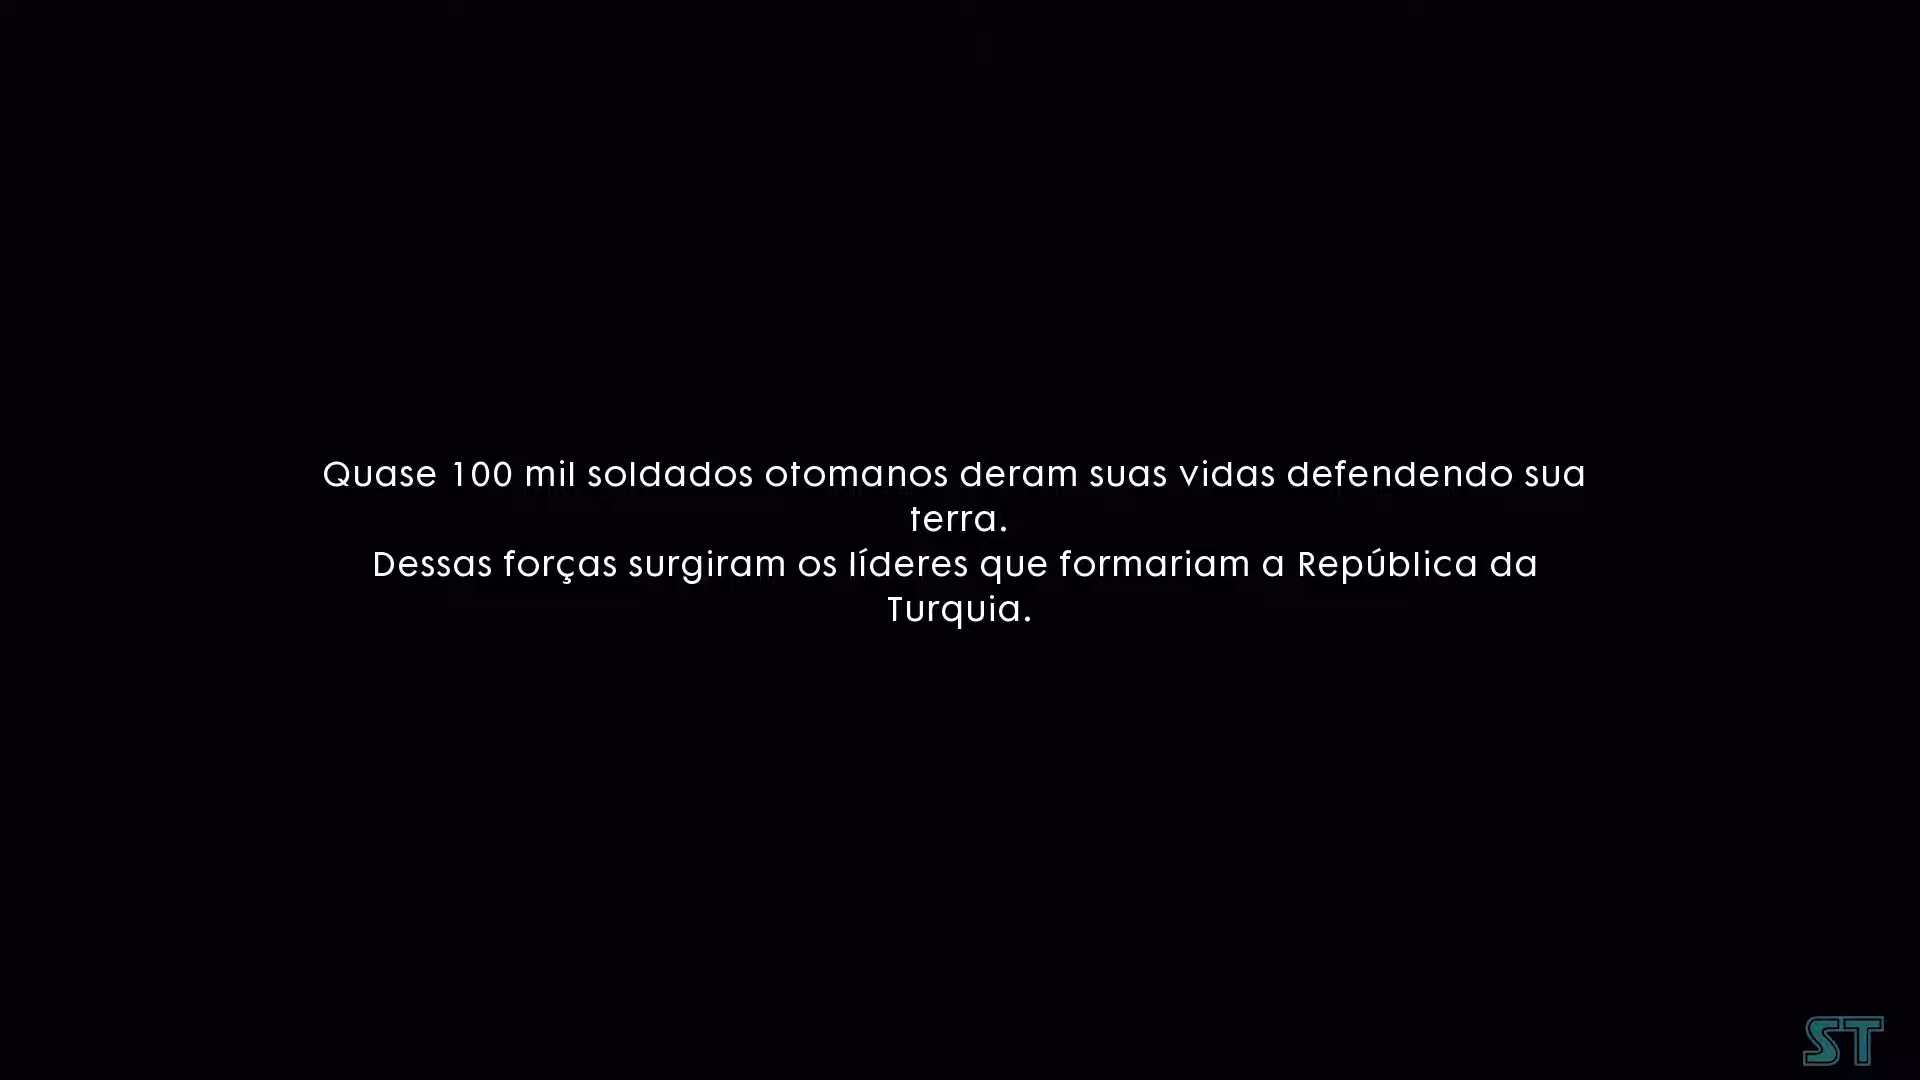 Quase 100 mil soldados otomanos deram suas vidas defendendo sua
terra.
Dessas forças surgiram os líderes que formariam a República da
Turquia.
ST